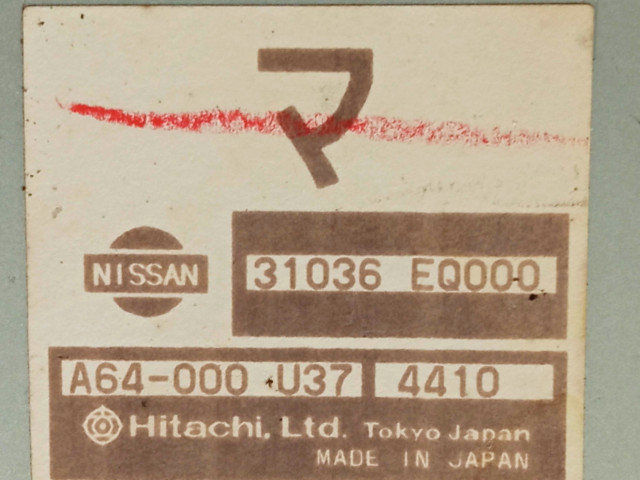 マ
NISSAN
31036 EQ000
A64-000 U37 4410
Hitachi, Ltd. Tokyo Japan
MADE IN JAPAN